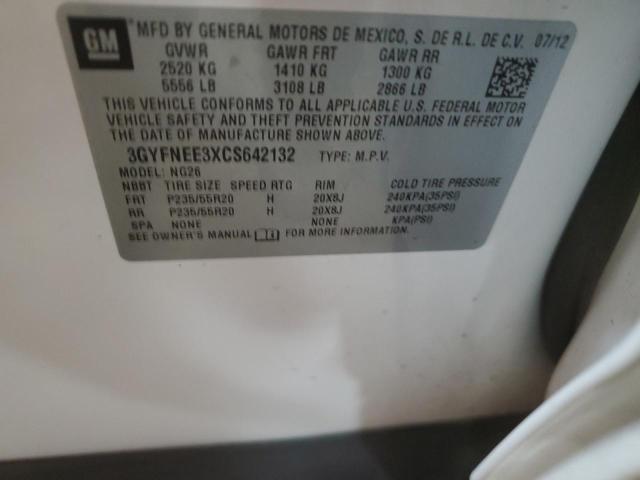 GM MFD BY GENERAL MOTORS DE MEXICO, S. DE R.L. DE C.V. 07/12
GVWR GAWR FRT GAWR RR
2520 KG 1410 KG 1300 KG
5556 LB 3108 LB 2866 LB
THIS VEHICLE CONFORMS TO ALL APPLICABLE U.S. FEDERAL MOTOR
VEHICLE SAFETY AND THEFT PREVENTION STANDARDS IN EFFECT ON
THE DATE OF MANUFACTURE SHOWN ABOVE.
3GYFNEE3XCS642132 TYPE: M.P.V.
MODEL: NG26
NBBT TIRE SIZE SPEED RTG RIM COLD TIRE PRESSURE
FRT P235/55R20 H 20X8J 240KPA(35PSI)
RR P235/55R20 H 20X8J 240KPA(35PSI)
SPA NONE NONE KPA(PSI)
SEE OWNER'S MANUAL FOR MORE INFORMATION.